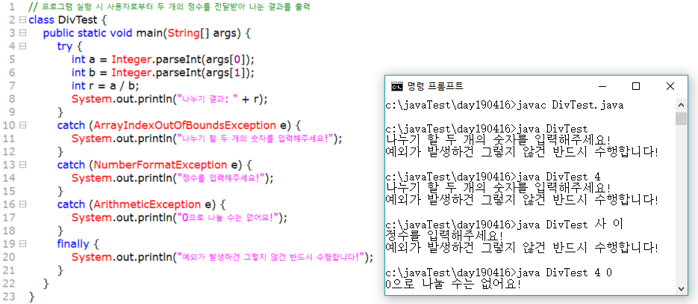 1 // 프로그램 실행 시 사용자로부터 두 개의 정수를 전달받아 나눈 결과를 출력
2 class DivTest {
3 public static void main(String[] args) {
4 try {
5 int a = Integer.parseInt(args[0]);
6 int b = Integer.parseInt(args[1]);
7 int r = a / b;
8 System.out.println("나누기 결과: " + r);
9 }
10 catch (ArrayIndexOutOfBoundsException e) {
11 System.out.println("나누기 할 두 개의 숫자를 입력해주세요!");
12 }
13 catch (NumberFormatException e) {
14 System.out.println("정수를 입력해주세요!");
15 }
16 catch (ArithmeticException e) {
17 System.out.println("0으로 나눌 수는 없어요!");
18 }
19 finally {
20 System.out.println("예외가 발생하건 그렇지 않건 반드시 수행합니다!");
21 }
22 }
23 }
명령 프롬프트
c:\javaTest\day190416>javac DivTest.java
c:\javaTest\day190416>java DivTest
나누기 할 두 개의 숫자를 입력해주세요!
예외가 발생하건 그렇지 않건 반드시 수행합니다!
c:\javaTest\day190416>java DivTest 4
나누기 할 두 개의 숫자를 입력해주세요!
예외가 발생하건 그렇지 않건 반드시 수행합니다!
c:\javaTest\day190416>java DivTest 사 이
정수를 입력해주세요!
예외가 발생하건 그렇지 않건 반드시 수행합니다!
c:\javaTest\day190416>java DivTest 4 0
0으로 나눌 수는 없어요!